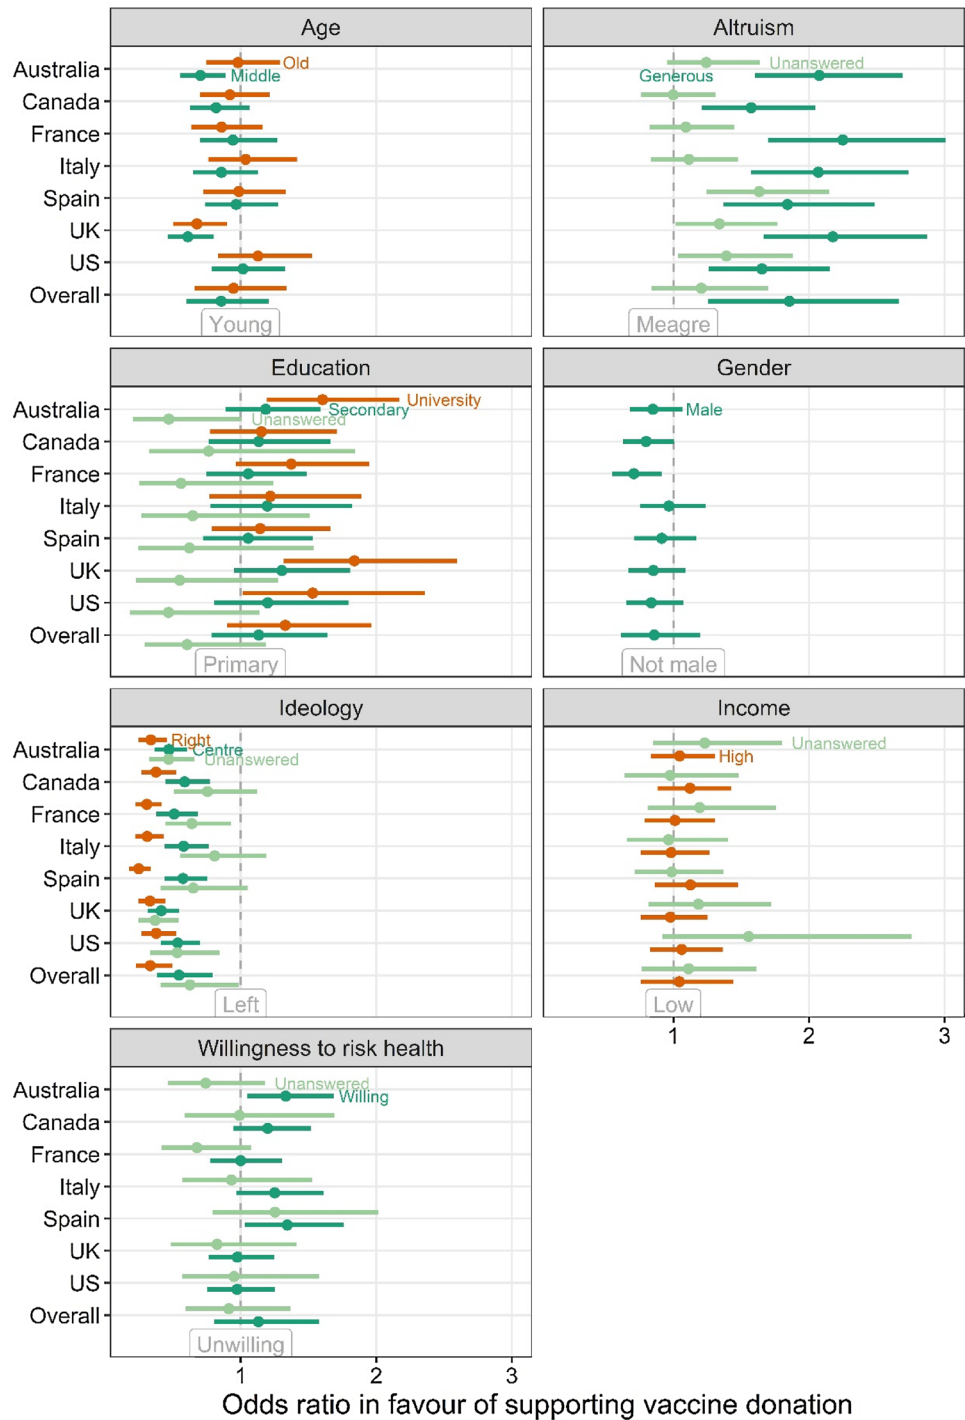 Age
Altruism
Australia
Old
Middle
Unanswered
Generous
Canada
France
Italy
Spain
UK
US
Overall
Young
Meagre
Education
Gender
Australia
University
Secondary
Unanswered
Male
Canada
France
Italy
Spain
UK
US
Overall
Primary
Not male
Ideology
Income
Australia
Right
Centre
Unanswered
Unanswered
High
Canada
France
Italy
Spain
UK
US
Overall
Left
Low
1 2 3
Willingness to risk health
Australia
Unanswered
Willing
Canada
France
Italy
Spain
UK
US
Overall
Unwilling
1 2 3
Odds ratio in favour of supporting vaccine donation